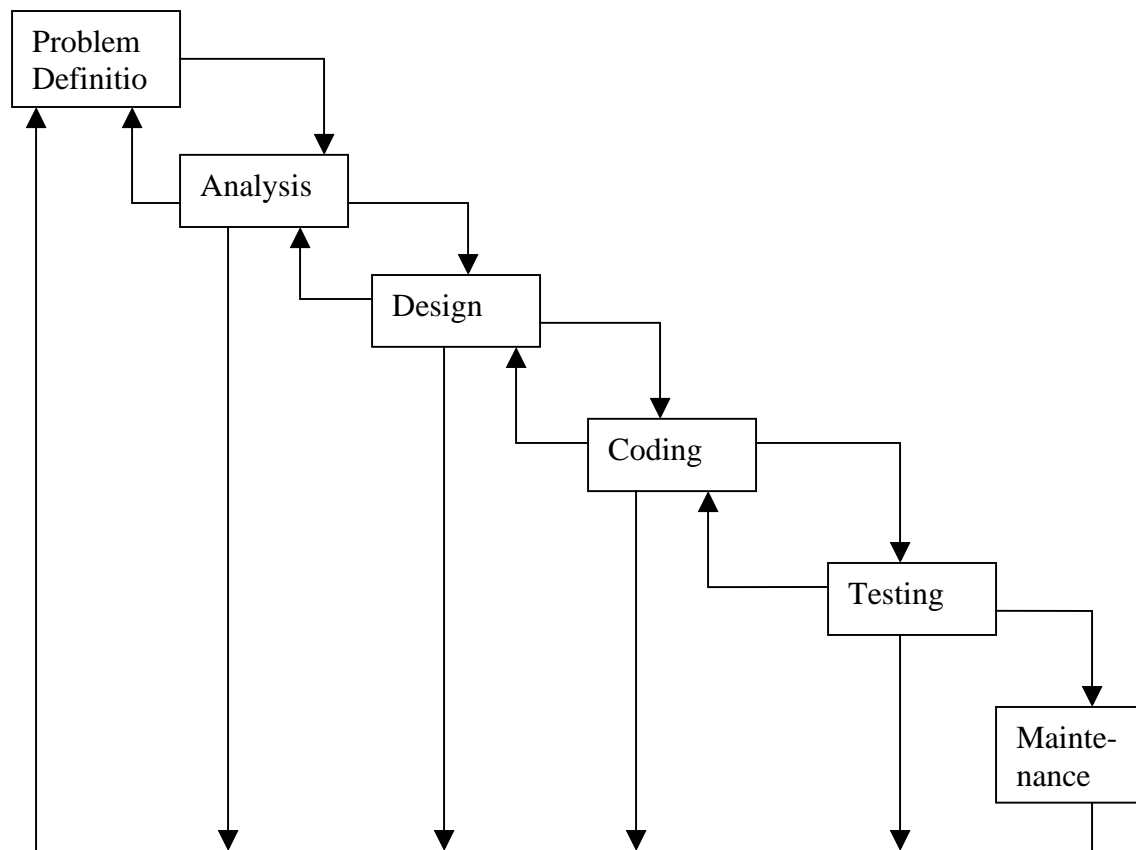 Problem
Definitio
Analysis
Design
Coding
Testing
Mainte-
nance